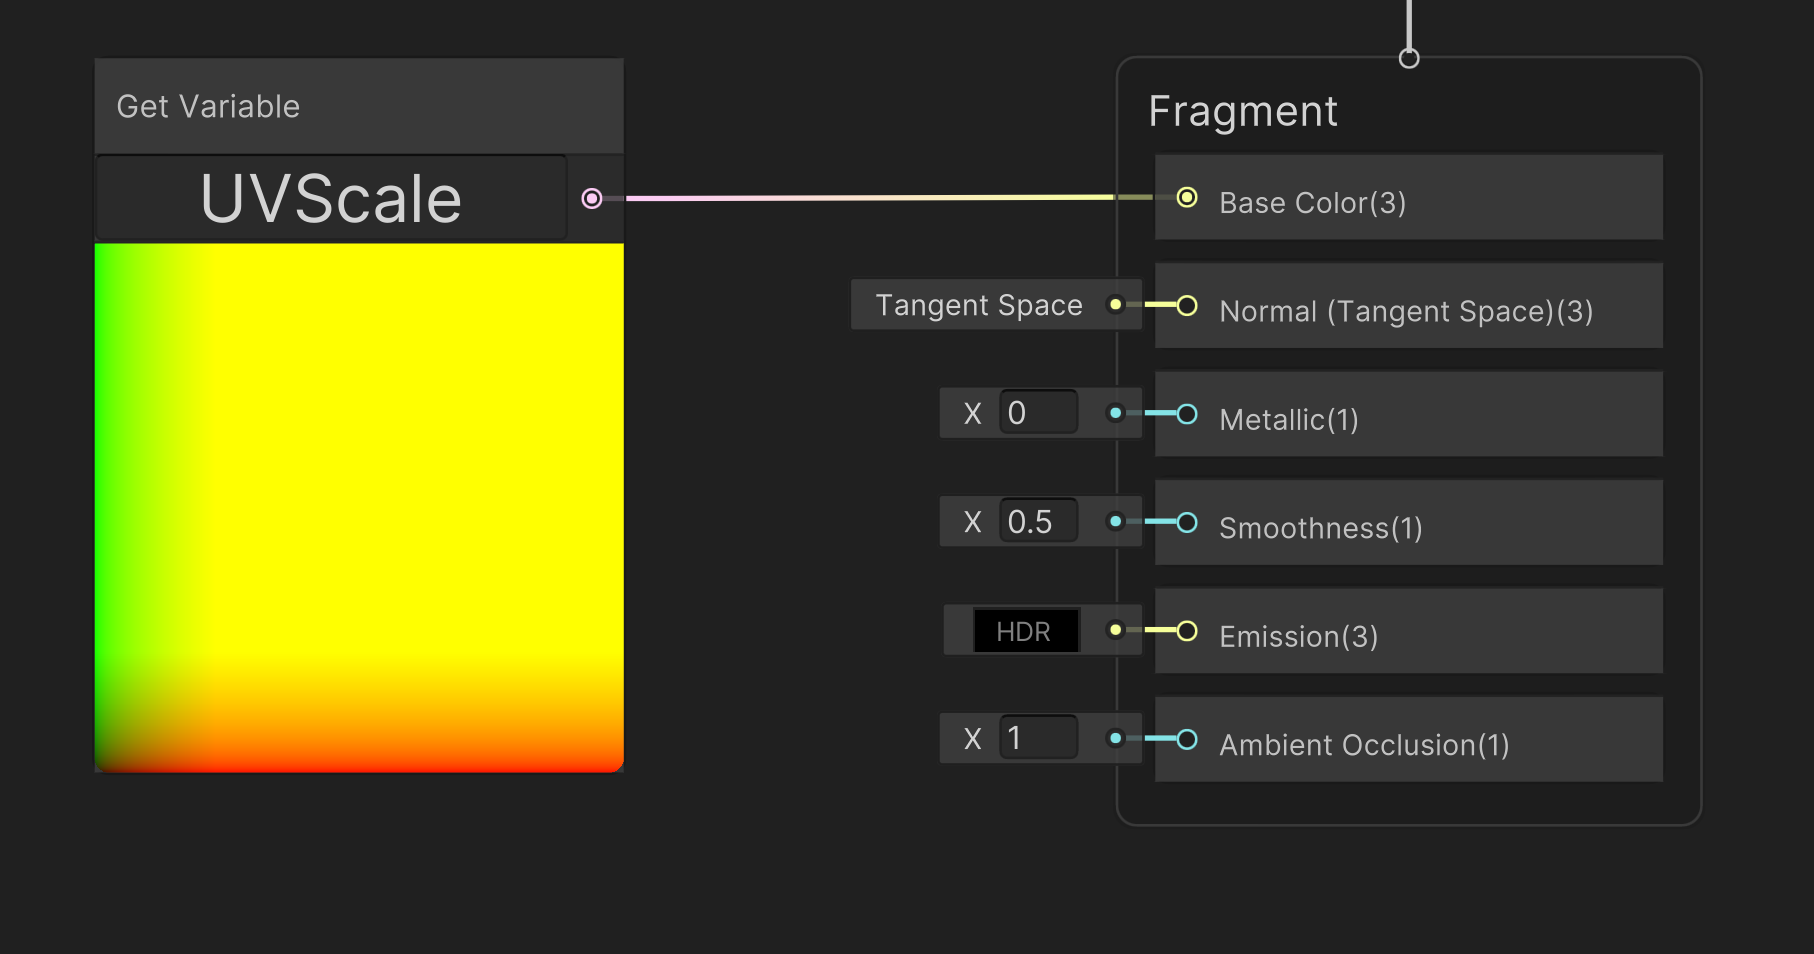 Get Variable
UVScale
Fragment
Base Color(3)
Tangent Space
Normal (Tangent Space)(3)
X 0
Metallic(1)
X 0.5
Smoothness(1)
HDR
Emission(3)
X 1
Ambient Occlusion(1)